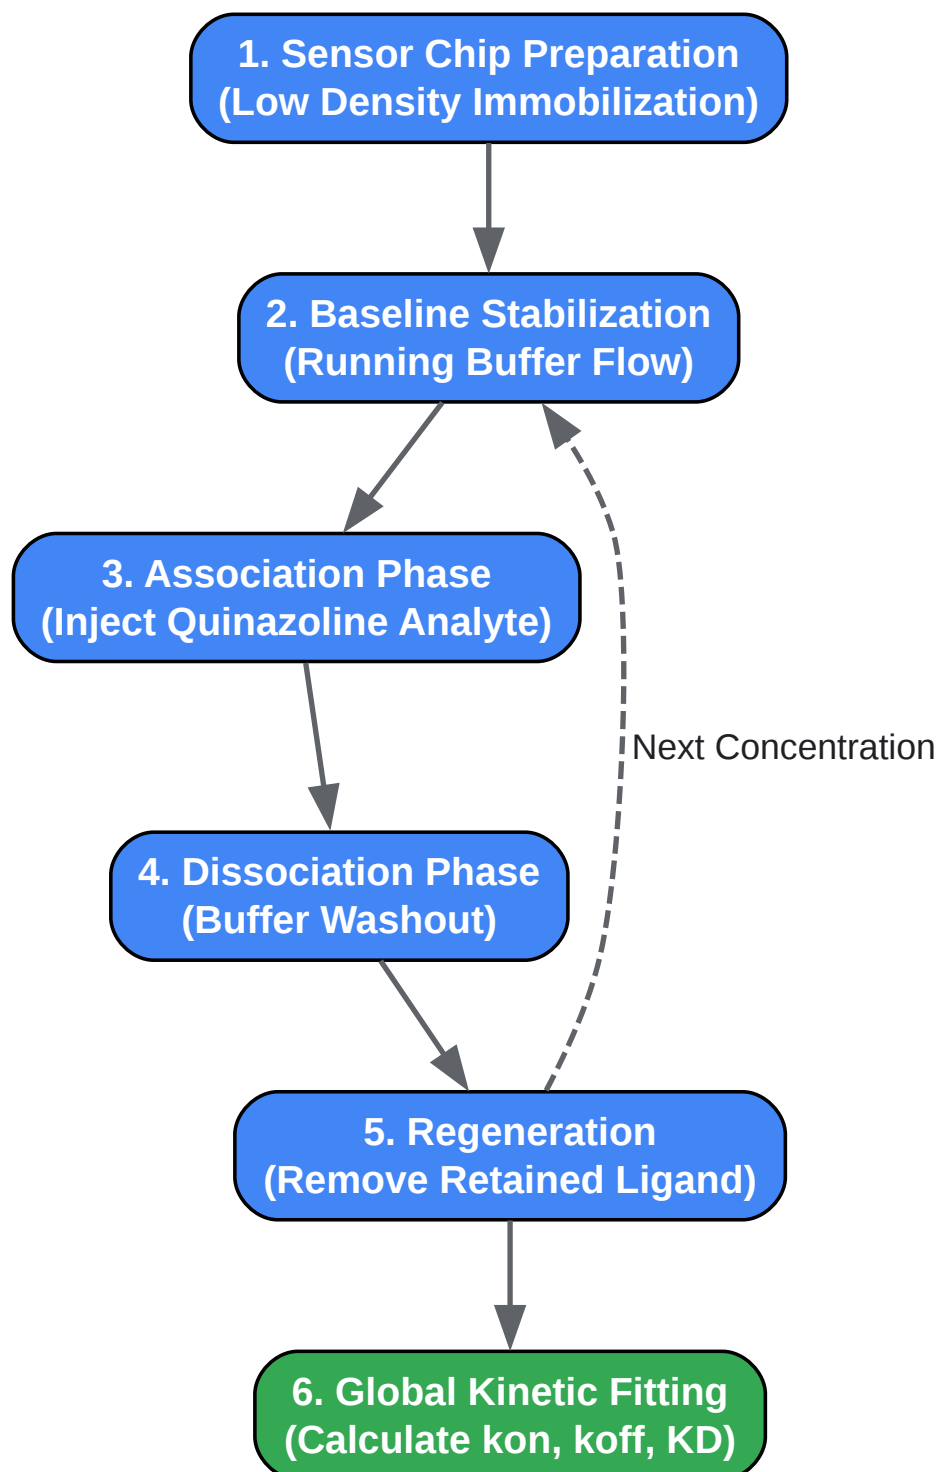 1. Sensor Chip Preparation
(Low Density Immobilization)
2. Baseline Stabilization
(Running Buffer Flow)
3. Association Phase
(Inject Quinazoline Analyte)
Next Concentration
4. Dissociation Phase
(Buffer Washout)
5. Regeneration
(Remove Retained Ligand)
6. Global Kinetic Fitting
(Calculate kon, koff, KD)